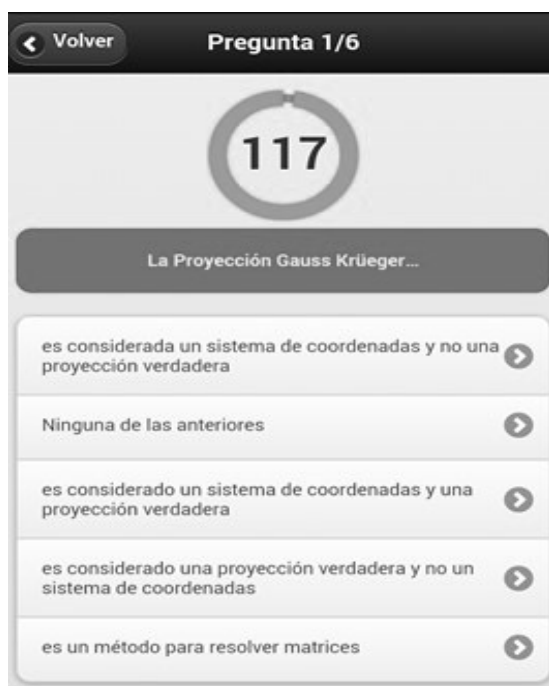 Volver
Pregunta 1/6
117
La Proyección Gauss Krüeger...
es considerada un sistema de coordenadas y no una
proyección verdadera
Ninguna de las anteriores
es considerado un sistema de coordenadas y una
proyección verdadera
es considerado una proyección verdadera y no un
sistema de coordenadas
es un método para resolver matrices